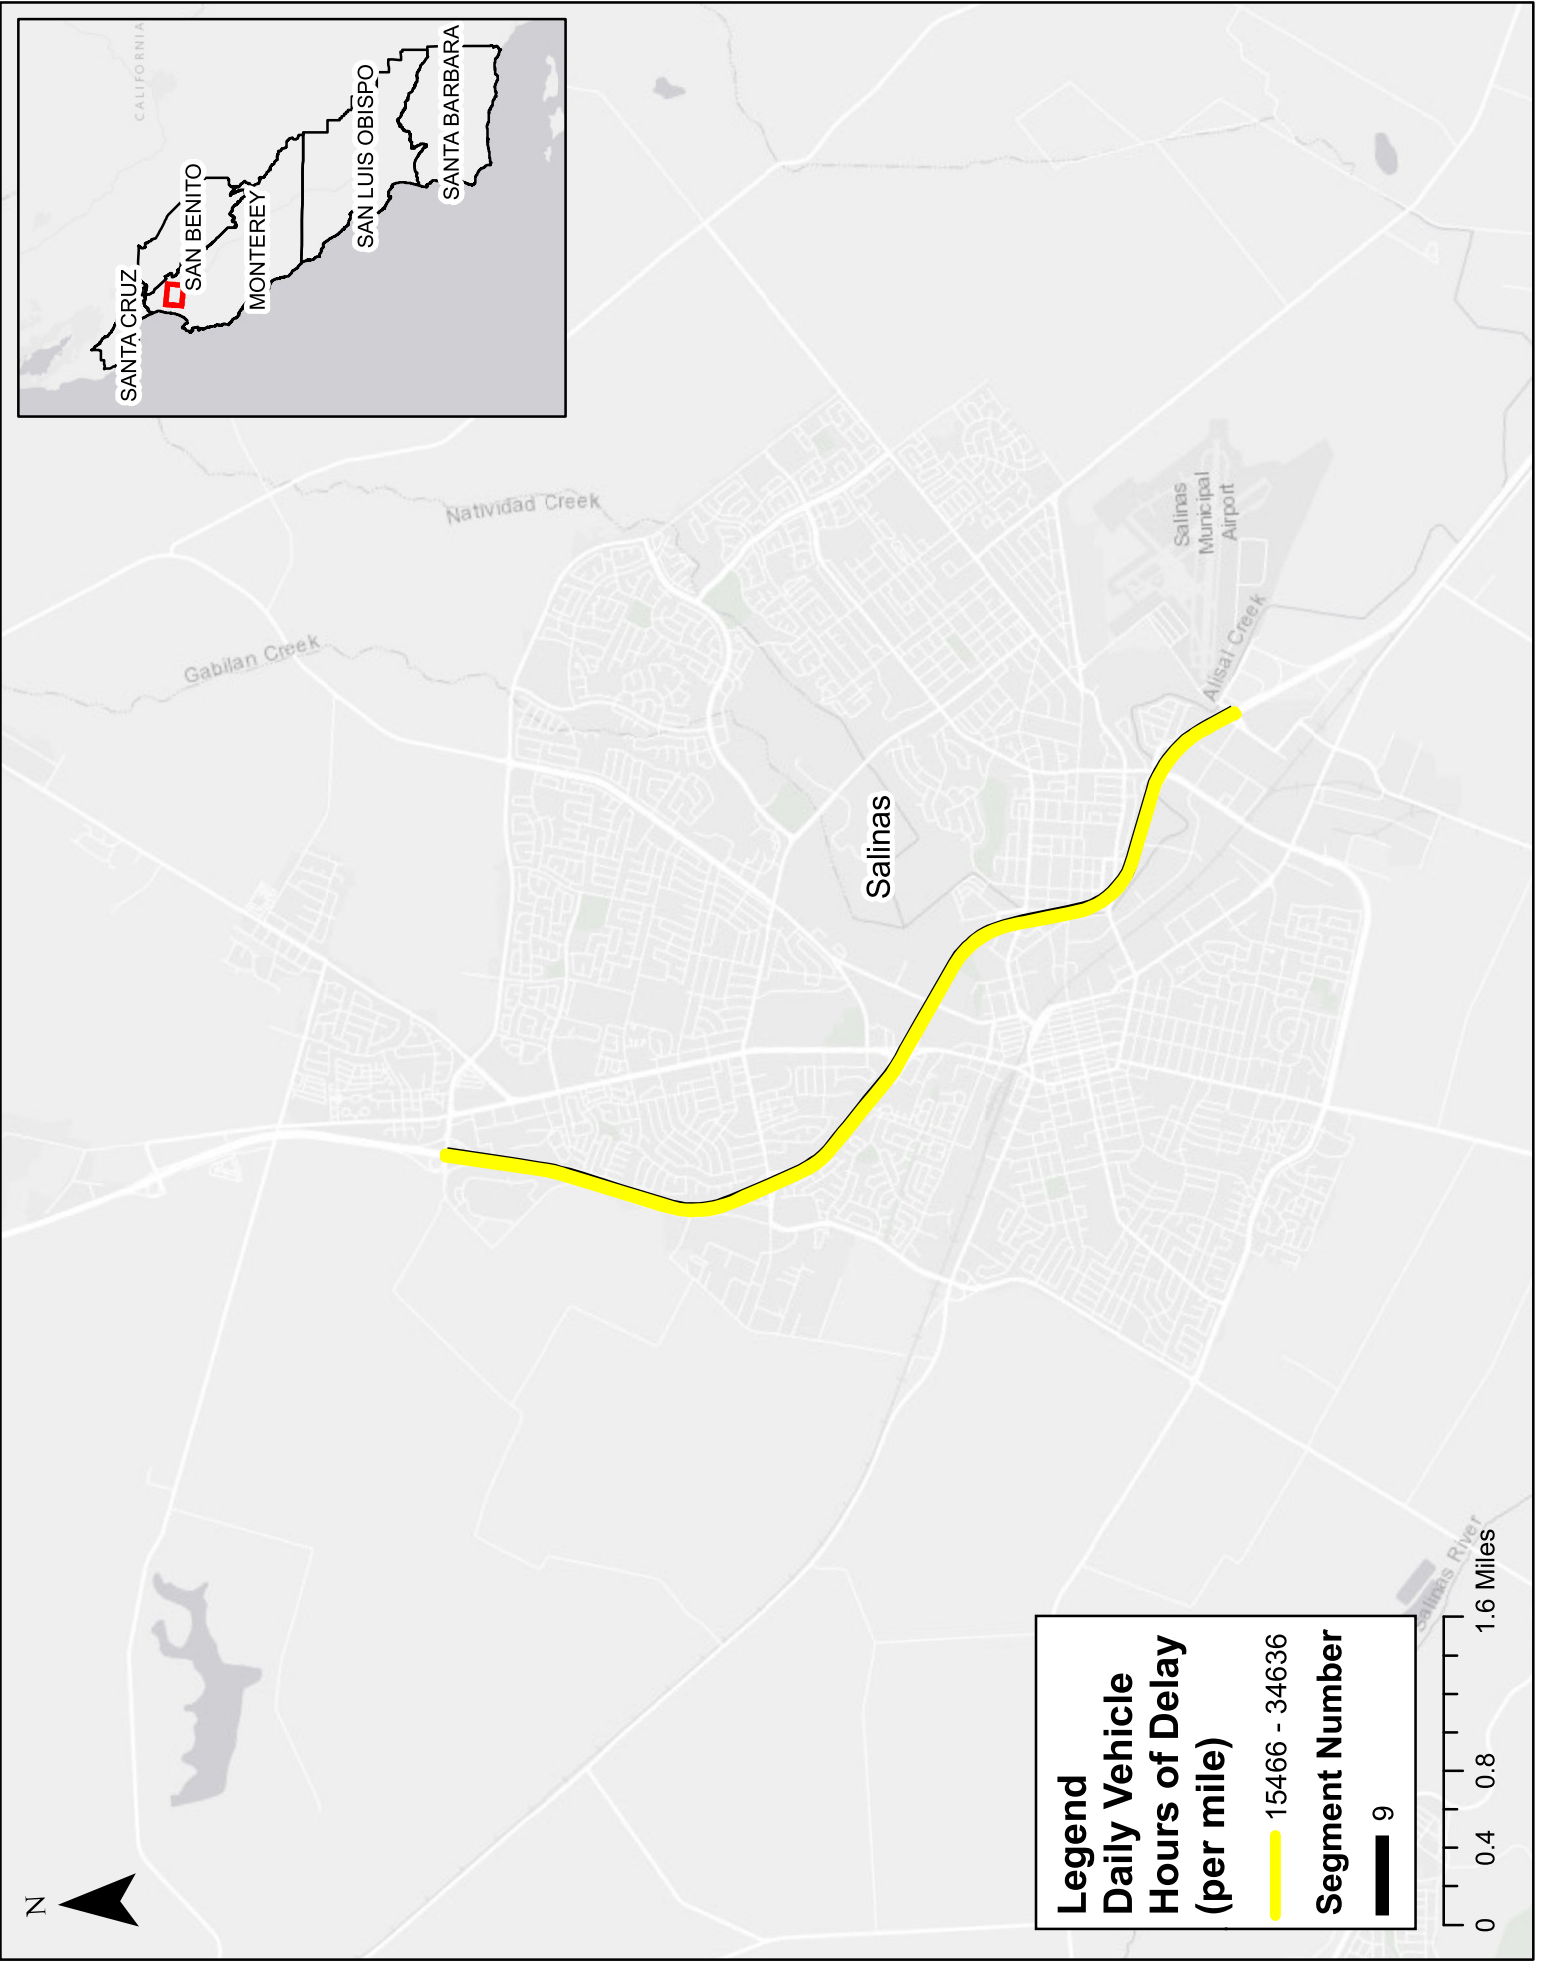 N
CALIFORNIA
SANTA CRUZ
SAN BENITO
MONTEREY
SAN LUIS OBISPO
SANTA BARBARA
Gabilan Creek
Natividad Creek
Salinas
Salinas
Municipal
Airport
Alisal Creek
Salinas River
Legend
Daily Vehicle
Hours of Delay
(per mile)
15466 - 34636
Segment Number
9
0 0.4 0.8 1.6 Miles